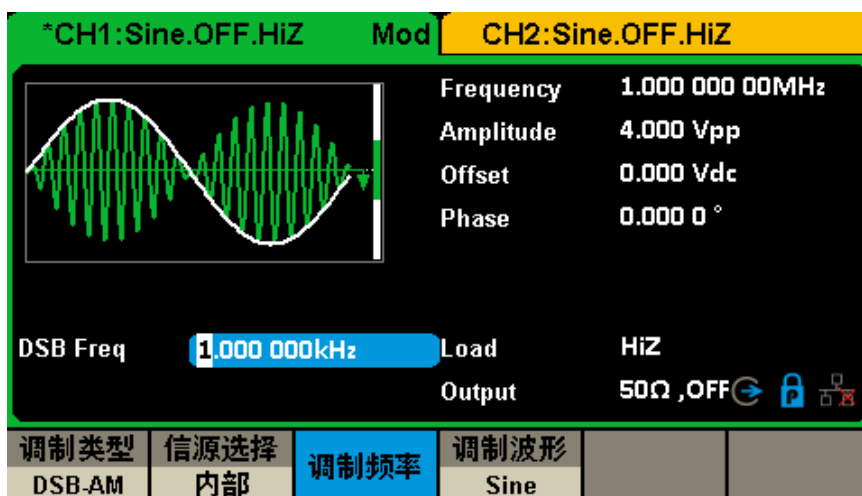 *CH1:Sine.OFF.HiZ Mod CH2:Sine.OFF.HiZ
Frequency 1.000 000 00MHz
Amplitude 4.000 Vpp
Offset 0.000 Vdc
Phase 0.000 0 °
DSB Freq 1.000 000kHz Load HiZ
Output 50Ω ,OFF P
调制类型 信源选择 调制频率 调制波形
DSB-AM 内部 Sine